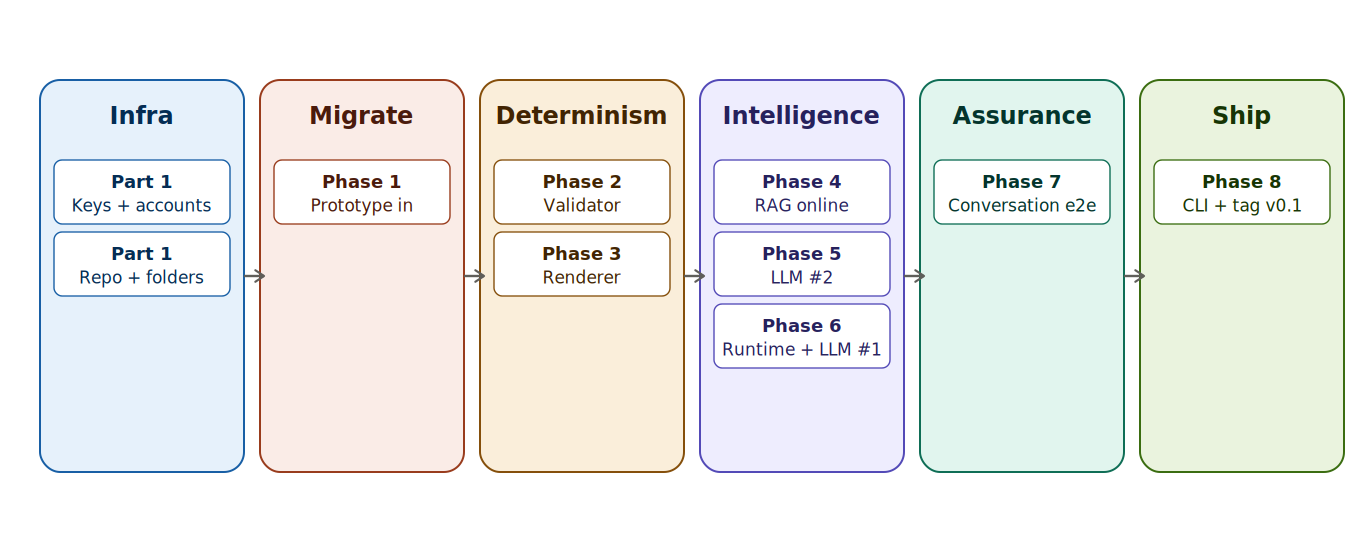 Infra
Part 1
Keys + accounts
Part 1
Repo + folders
Migrate
Phase 1
Prototype in
Determinism
Phase 2
Validator
Phase 3
Renderer
Intelligence
Phase 4
RAG online
Phase 5
LLM #2
Phase 6
Runtime + LLM #1
Assurance
Phase 7
Conversation e2e
Ship
Phase 8
CLI + tag v0.1